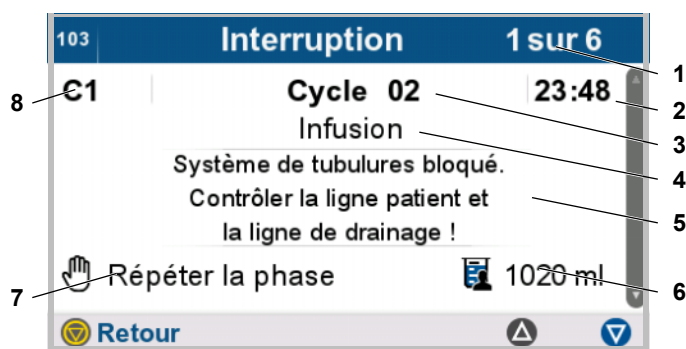 103 Interruption 1 sur 6
1
C1 Cycle 02 23:48
8
2
3
Infusion
4
Système de tubulures bloqué.
Contrôler la ligne patient et
5
la ligne de drainage !
Répéter la phase 1020 ml
7
6
Retour